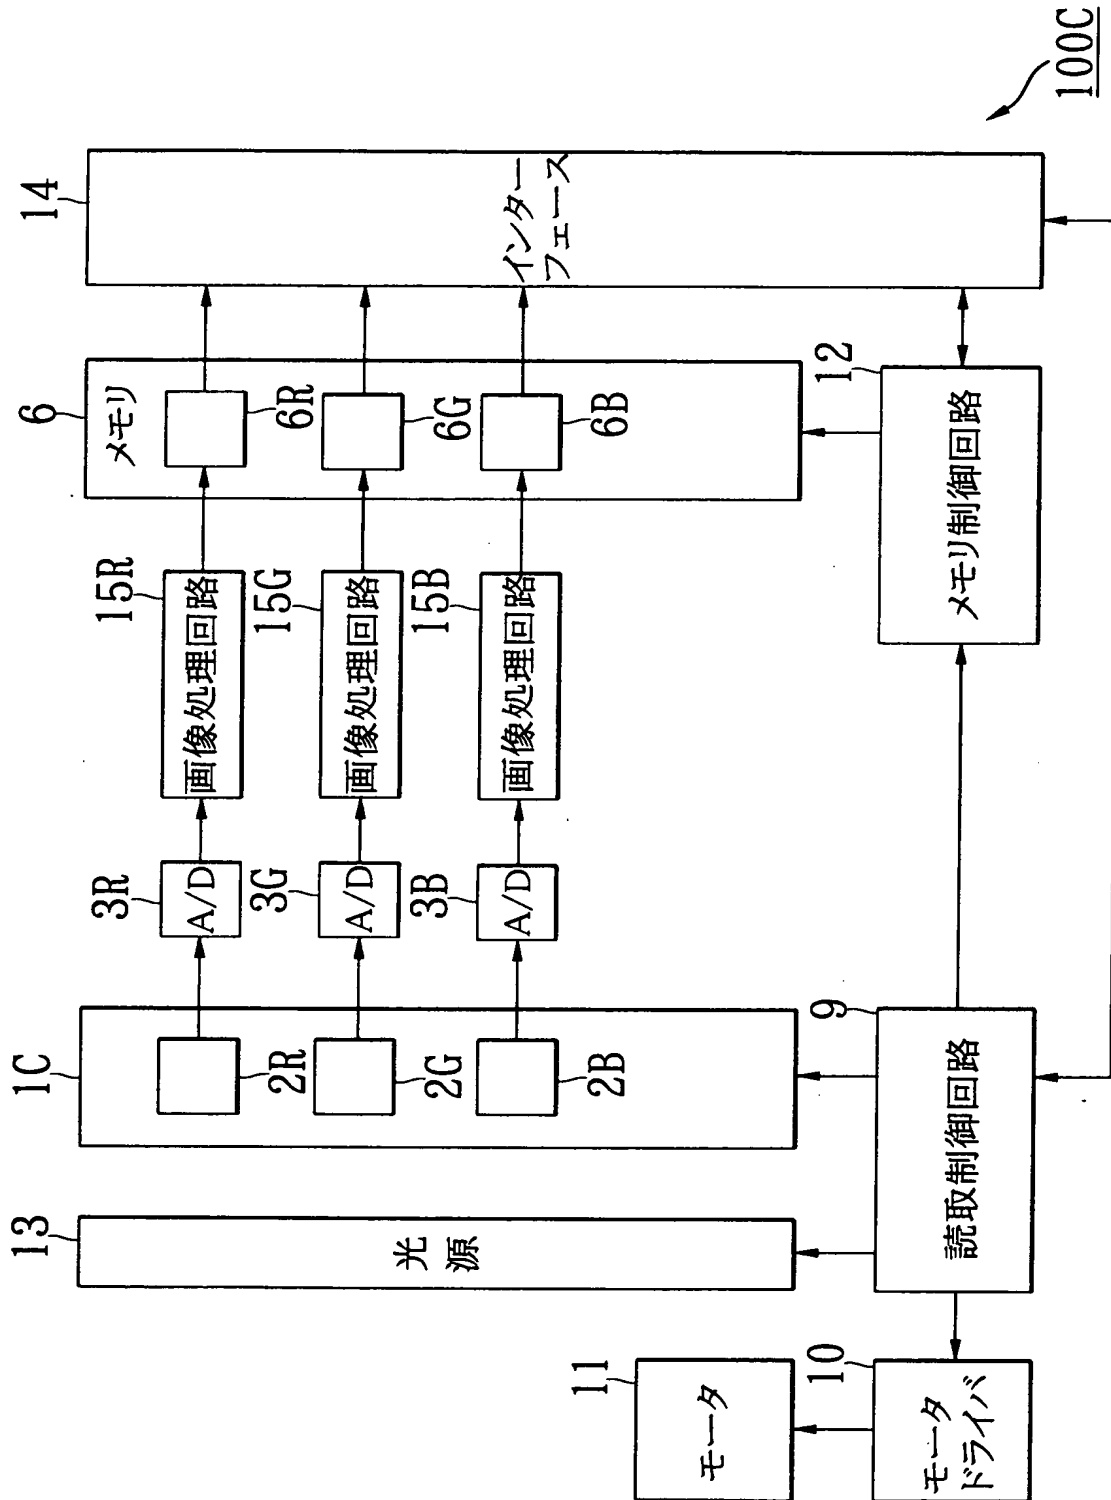 13
光源
1C
2R
2G
2B
3R
A/D
3G
A/D
3B
A/D
15R
画像処理回路
15G
画像処理回路
15B
画像処理回路
6
メモリ
6R
6G
6B
14
インター
フェース
11
モータ
10
モータ
ドライバ
9
読取制御回路
12
メモリ制御回路
100C